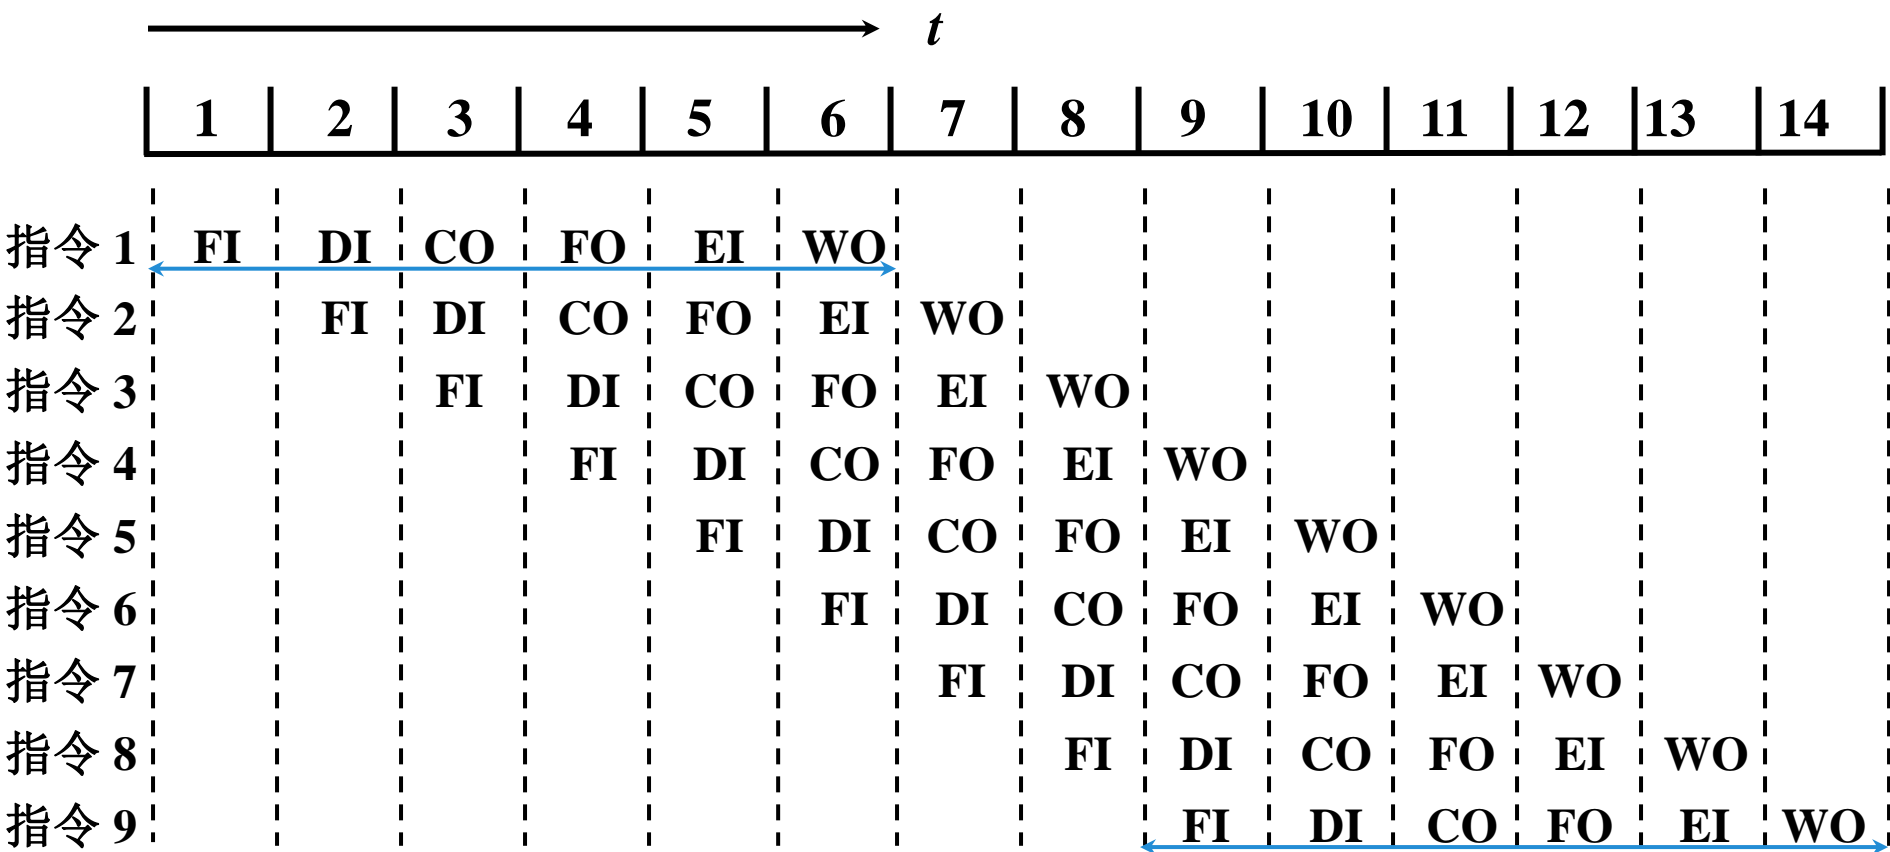 t
1 2 3 4 5 6 7 8 9 10 11 12 13 14
指令 1 FI DI CO FO EI WO
指令 2 FI DI CO FO EI WO
指令 3 FI DI CO FO EI WO
指令 4 FI DI CO FO EI WO
指令 5 FI DI CO FO EI WO
指令 6 FI DI CO FO EI WO
指令 7 FI DI CO FO EI WO
指令 8 FI DI CO FO EI WO
指令 9 FI DI CO FO EI WO